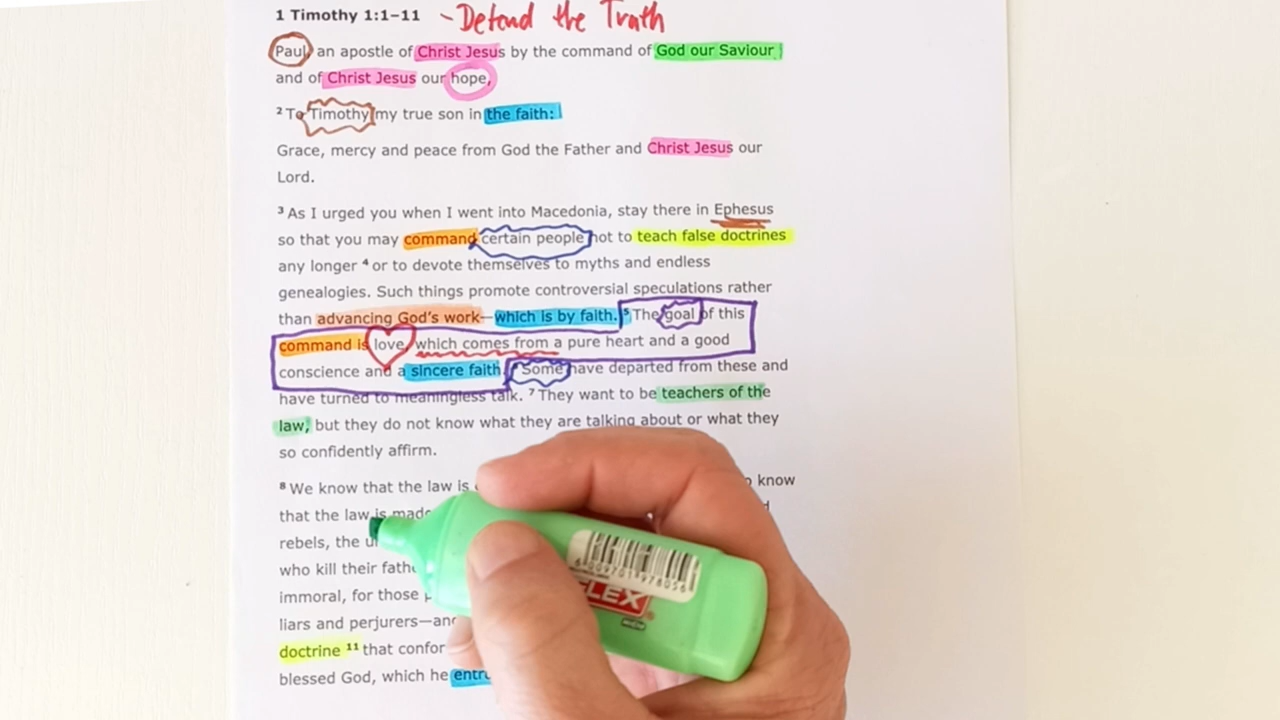 1 Timothy 1:1–11 - Defend the Truth
Paul, an apostle of Christ Jesus by the command of God our Saviour
and of Christ Jesus our hope,
² To Timothy my true son in the faith:
Grace, mercy and peace from God the Father and Christ Jesus our
Lord.
³ As I urged you when I went into Macedonia, stay there in Ephesus
so that you may command certain people not to teach false doctrines
any longer ⁴ or to devote themselves to myths and endless
genealogies. Such things promote controversial speculations rather
than advancing God’s work—which is by faith. ⁵ The goal of this
command is love, which comes from a pure heart and a good
conscience and a sincere faith. ⁶ Some have departed from these and
have turned to meaningless talk. ⁷ They want to be teachers of the
law, but they do not know what they are talking about or what they
so confidently affirm.
⁸ We know that the law is know
that the law is made
rebels, the
who kill their
immoral, for those
liars and perjurers—and
doctrine ¹¹ that
blessed God, which he
LEX